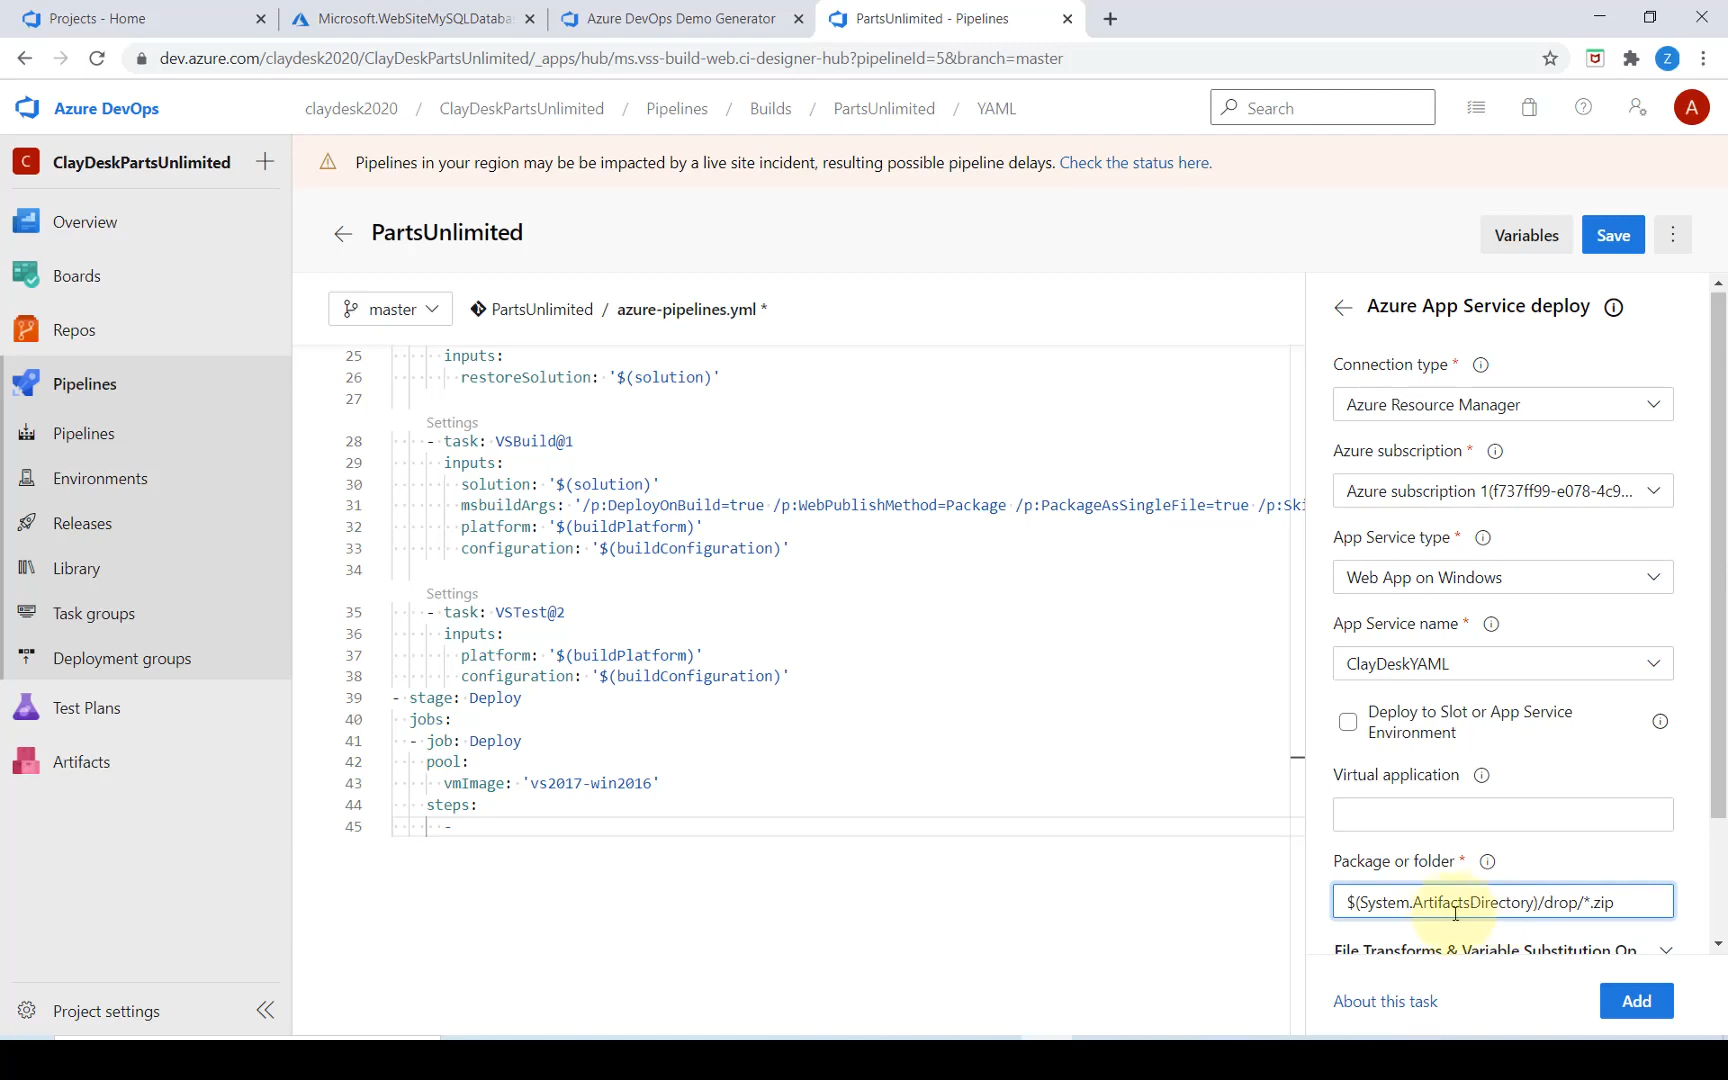 Projects - Home
Microsoft.WebSiteMySQLDataba
Azure DevOps Demo Generator
PartsUnlimited - Pipelines
dev.azure.com/claydesk2020/ClayDeskPartsUnlimited/_apps/hub/ms.vss-build-web.ci-designer-hub?pipelineId=5&branch=master
Z
Azure DevOps
claydesk2020 / ClayDeskPartsUnlimited / Pipelines / Builds / PartsUnlimited / YAML
Search
A
C ClayDeskPartsUnlimited
Overview
Boards
Repos
Pipelines
Pipelines
Environments
Releases
Library
Task groups
Deployment groups
Test Plans
Artifacts
Project settings
Pipelines in your region may be be impacted by a live site incident, resulting possible pipeline delays. Check the status here.
PartsUnlimited
Variables
Save
master
PartsUnlimited / azure-pipelines.yml *
25 inputs:
26 restoreSolution: '$(solution)'
27
Settings
28 - task: VSBuild@1
29 inputs:
30 solution: '$(solution)'
31 msbuildArgs: '/p:DeployOnBuild=true /p:WebPublishMethod=Package /p:PackageAsSingleFile=true /p:Ski
32 platform: '$(buildPlatform)'
33 configuration: '$(buildConfiguration)'
34
Settings
35 - task: VSTest@2
36 inputs:
37 platform: '$(buildPlatform)'
38 configuration: '$(buildConfiguration)'
39 - stage: Deploy
40 jobs:
41 - job: Deploy
42 pool:
43 vmImage: 'vs2017-win2016'
44 steps:
45 -
Azure App Service deploy
Connection type *
Azure Resource Manager
Azure subscription *
Azure subscription 1(f737ff99-e078-4c9...
App Service type *
Web App on Windows
App Service name *
ClayDeskYAML
Deploy to Slot or App Service
Environment
Virtual application
Package or folder *
$(System.ArtifactsDirectory)/drop/*.zip
File Transforms & Variable Substitution Op
About this task
Add